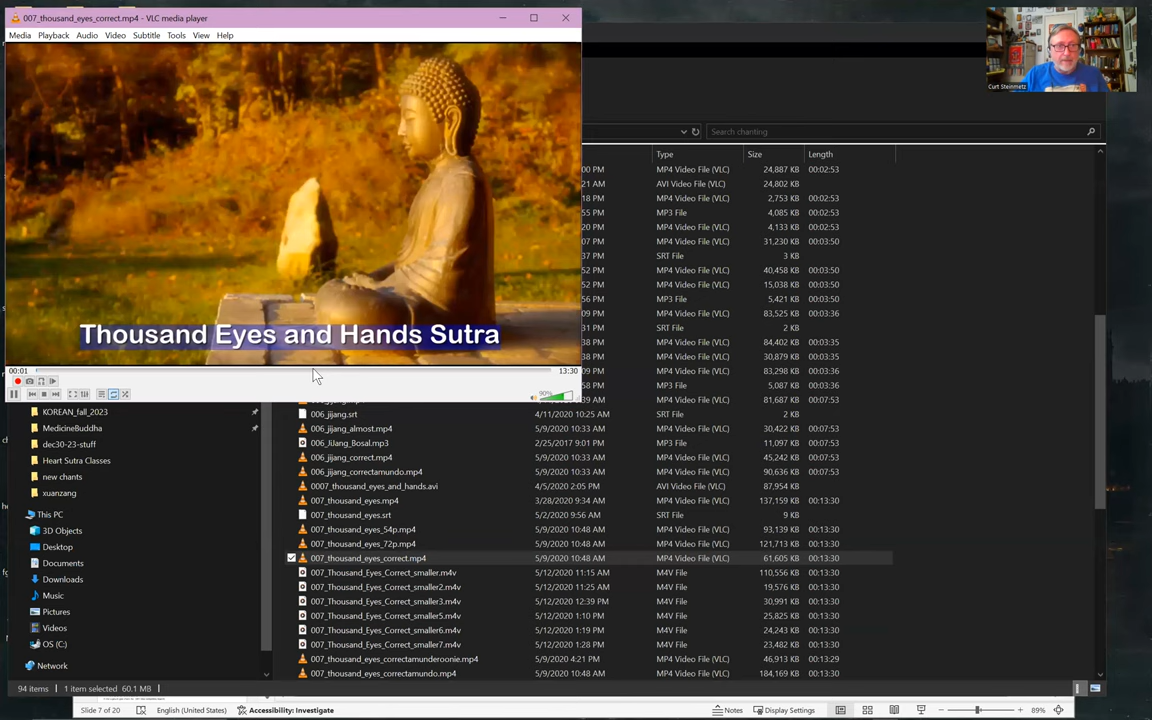 007_thousand_eyes_correct.mp4 - VLC media player
Media Playback Audio Video Subtitle Tools View Help
Curt Steinmetz
Search chanting
Thousand Eyes and Hands Sutra
00:01 13:30
90%
Type Size Length
00 PM MP4 Video File (VLC) 24,887 KB 00:02:53
21 AM AVI Video File (VLC) 24,802 KB
18 PM MP4 Video File (VLC) 2,753 KB 00:02:53
55 PM MP3 File 4,085 KB 00:02:53
20 PM MP4 Video File (VLC) 4,133 KB 00:02:53
07 PM MP4 Video File (VLC) 31,230 KB 00:03:50
37 PM SRT File 3 KB
52 PM MP4 Video File (VLC) 40,458 KB 00:03:50
52 PM MP4 Video File (VLC) 15,038 KB 00:03:50
56 PM MP3 File 5,421 KB 00:03:50
09 PM MP4 Video File (VLC) 83,525 KB 00:03:36
31 PM SRT File 2 KB
MP4 Video File (VLC) 84,402 KB 00:03:36
MP4 Video File (VLC) 30,879 KB 00:03:36
MP4 Video File (VLC) 83,298 KB 00:03:36
MP3 File 5,087 KB 00:03:36
MP4 Video File (VLC) 81,687 KB 00:07:53
006_jijang.srt 4/11/2020 10:25 AM SRT File 2 KB
006_jijang_almost.mp4 5/9/2020 10:33 AM MP4 Video File (VLC) 30,422 KB 00:07:53
006_JiJang_Bosal.mp3 2/25/2017 9:01 PM MP3 File 11,097 KB 00:07:53
006_jijang_correct.mp4 5/9/2020 10:33 AM MP4 Video File (VLC) 45,242 KB 00:07:53
006_jijang_correctamundo.mp4 5/9/2020 10:33 AM MP4 Video File (VLC) 90,636 KB 00:07:53
0007_thousand_eyes_and_hands.avi 4/5/2020 2:05 PM AVI Video File (VLC) 87,954 KB
007_thousand_eyes.mp4 3/28/2020 9:34 AM MP4 Video File (VLC) 137,159 KB 00:13:30
007_thousand_eyes.srt 5/2/2020 9:56 AM SRT File 9 KB
007_thousand_eyes_54p.mp4 5/9/2020 10:48 AM MP4 Video File (VLC) 93,139 KB 00:13:30
007_thousand_eyes_72p.mp4 5/9/2020 10:48 AM MP4 Video File (VLC) 121,713 KB 00:13:30
007_thousand_eyes_correct.mp4 5/9/2020 10:48 AM MP4 Video File (VLC) 61,605 KB 00:13:30
007_Thousand_Eyes_Correct_smaller.m4v 5/12/2020 11:15 AM M4V File 110,556 KB 00:13:30
007_Thousand_Eyes_Correct_smaller2.m4v 5/12/2020 11:25 AM M4V File 19,576 KB 00:13:30
007_Thousand_Eyes_Correct_smaller3.m4v 5/12/2020 12:39 PM M4V File 30,991 KB 00:13:30
007_Thousand_Eyes_Correct_smaller5.m4v 5/12/2020 1:10 PM M4V File 25,825 KB 00:13:30
007_Thousand_Eyes_Correct_smaller6.m4v 5/12/2020 1:19 PM M4V File 24,243 KB 00:13:30
007_Thousand_Eyes_Correct_smaller7.m4v 5/12/2020 1:28 PM M4V File 23,482 KB 00:13:30
007_thousand_eyes_correctamunderoonie.mp4 5/9/2020 4:21 PM MP4 Video File (VLC) 46,913 KB 00:13:29
007_thousand_eyes_correctamundo.mp4 5/9/2020 10:48 AM MP4 Video File (VLC) 184,169 KB 00:13:30
KOREAN_fall_2023
MedicineBuddha
dec30-23-stuff
Heart Sutra Classes
new chants
xuanzang
This PC
3D Objects
Desktop
Documents
Downloads
Music
Pictures
Videos
OS (C:)
Network
94 items 1 item selected 60.1 MB
Slide 7 of 20 English (United States) Accessibility: Investigate Notes Display Settings 89%